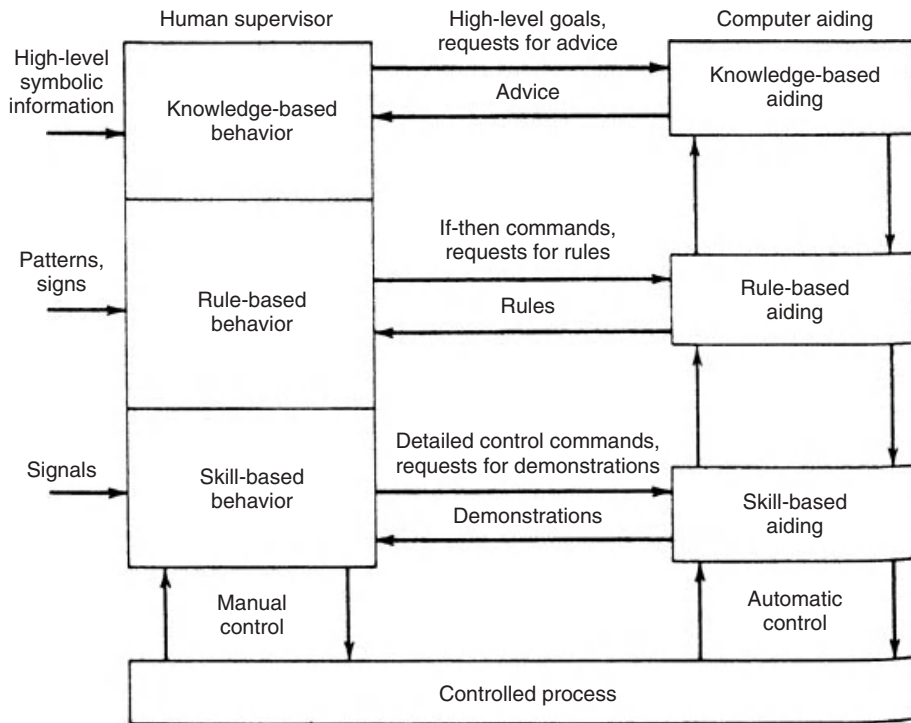 Human supervisor
High-level goals,
requests for advice
Computer aiding
High-level
symbolic
information
Knowledge-based
behavior
Advice
Knowledge-based
aiding
Patterns,
signs
Rule-based
behavior
If-then commands,
requests for rules
Rules
Rule-based
aiding
Signals
Skill-based
behavior
Detailed control commands,
requests for demonstrations
Demonstrations
Skill-based
aiding
Manual
control
Automatic
control
Controlled process